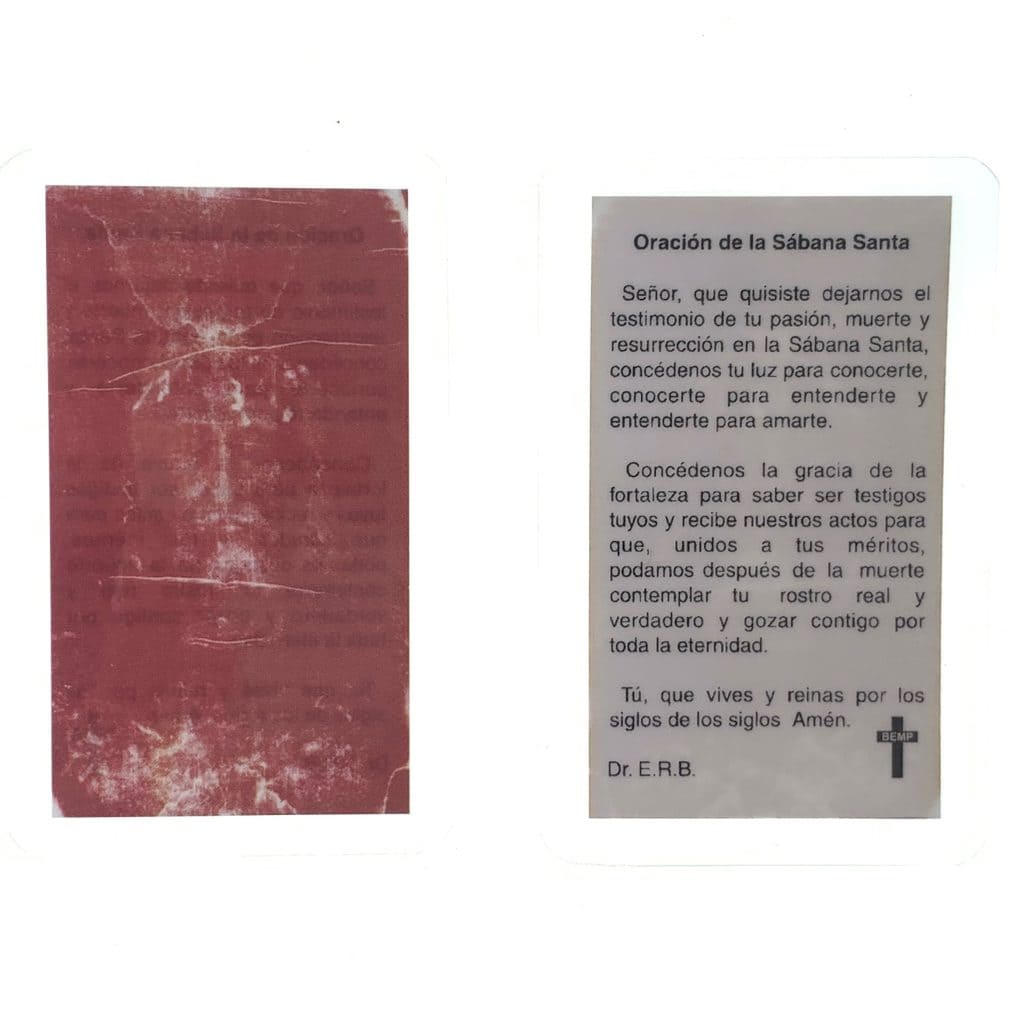 Oración de la Sábana Santa
Señor, que quisiste dejarnos el
testimonio de tu pasión, muerte y
resurrección en la Sábana Santa,
concédenos tu luz para conocerte,
conocerte para entenderte y
entenderte para amarte.
Concédenos la gracia de la
fortaleza para saber ser testigos
tuyos y recibe nuestros actos para
que, unidos a tus méritos,
podamos después de la muerte
contemplar tu rostro real y
verdadero y gozar contigo por
toda la eternidad.
Tú, que vives y reinas por los
siglos de los siglos Amén.
BEMP
Dr. E.R.B.